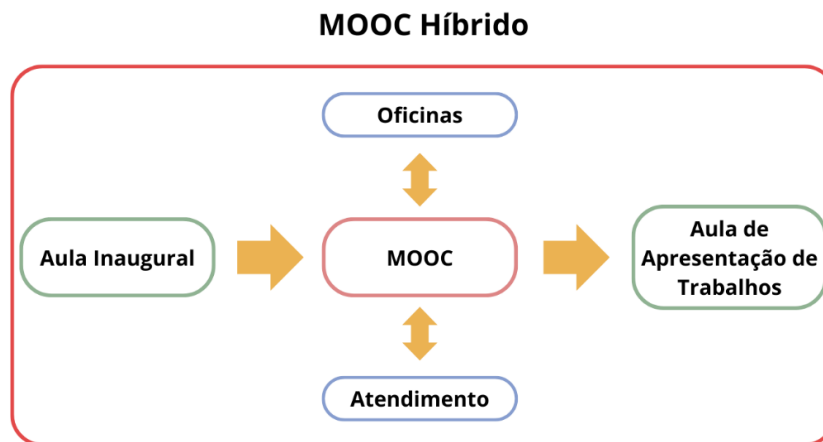 MOOC Híbrido
Oficinas
Aula Inaugural
MOOC
Aula de
Apresentação de
Trabalhos
Atendimento